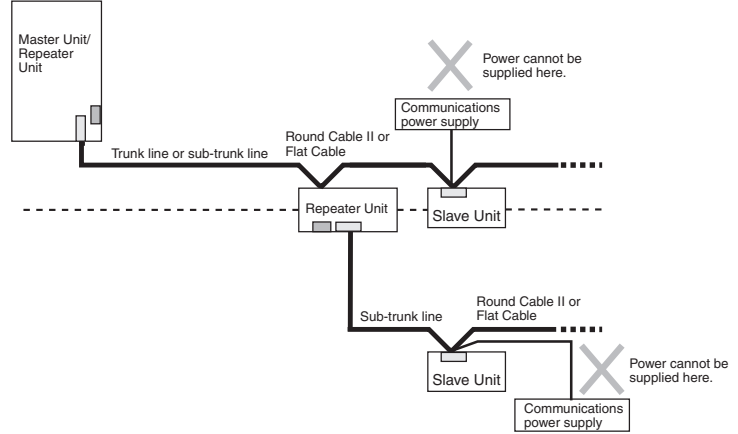 Master Unit/
Repeater
Unit
Power cannot be
supplied here.
Communications
power supply
Round Cable II or
Flat Cable
Trunk line or sub-trunk line
Repeater Unit
Slave Unit
Round Cable II or
Flat Cable
Sub-trunk line
Slave Unit
Power cannot be
supplied here.
Communications
power supply